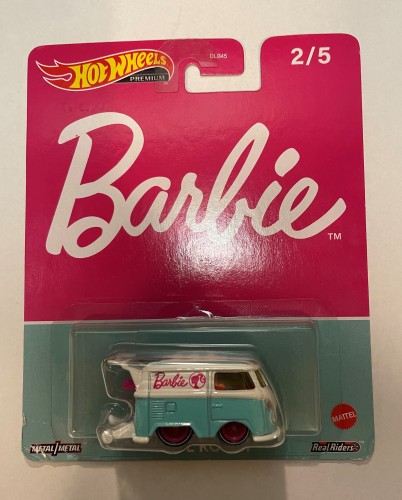 Hot Wheels
PREMIUM
DLB45
2/5
Barbie
TM
Barbie
MATTEL
METAL/METAL
Real Riders